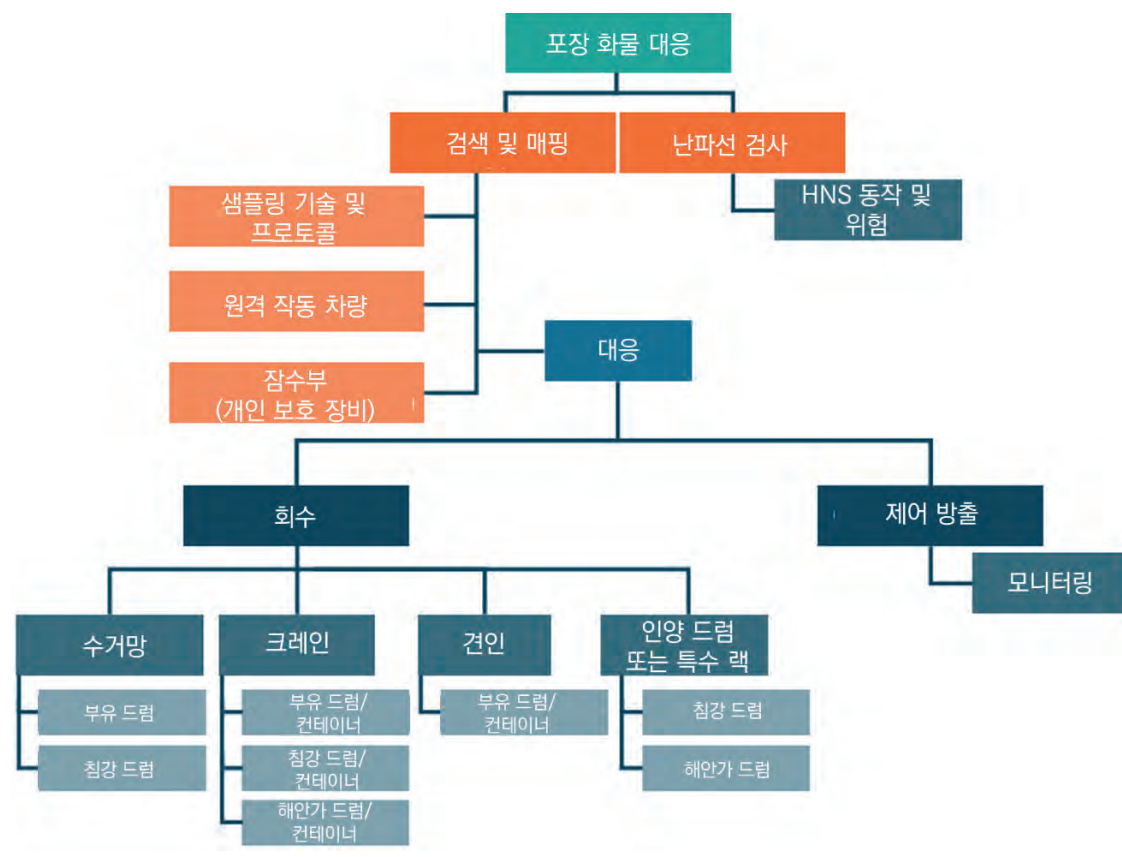 포장 화물 대응
검색 및 매핑
난파선 검사
샘플링 기술 및
프로토콜
HNS 동작 및
위험
원격 작동 차량
대응
잠수부
(개인 보호 장비)
회수
제어 방출
모니터링
수거망
크레인
견인
인양 드럼
또는 특수 랙
부유 드럼
침강 드럼
부유 드럼/
컨테이너
침강 드럼/
컨테이너
해안가 드럼/
컨테이너
부유 드럼/
컨테이너
침강 드럼
해안가 드럼